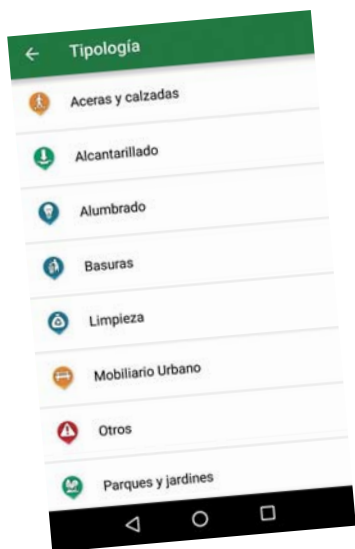 Tipología
Aceras y calzadas
Alcantarillado
Alumbrado
Basuras
Limpieza
Mobiliario Urbano
Otros
Parques y jardines